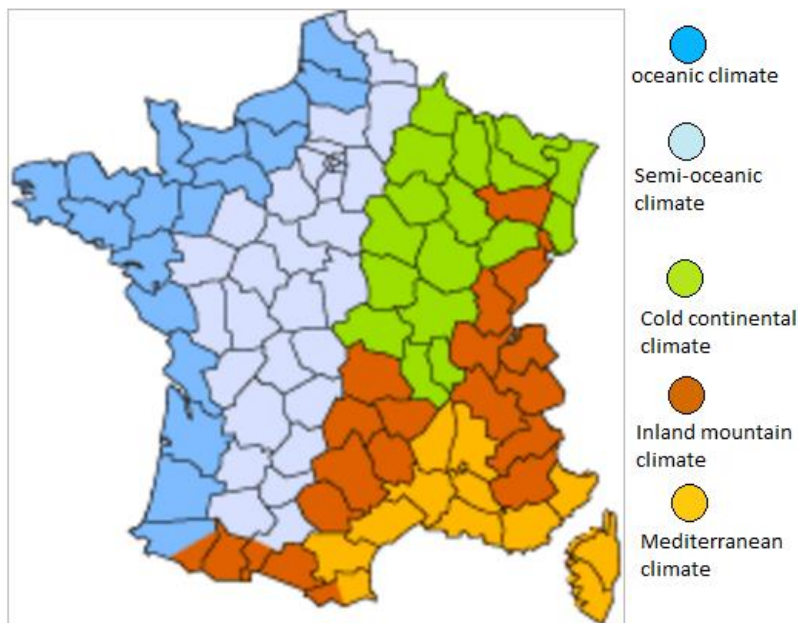 oceanic climate
Semi-oceanic
climate
Cold continental
climate
Inland mountain
climate
Mediterranean
climate